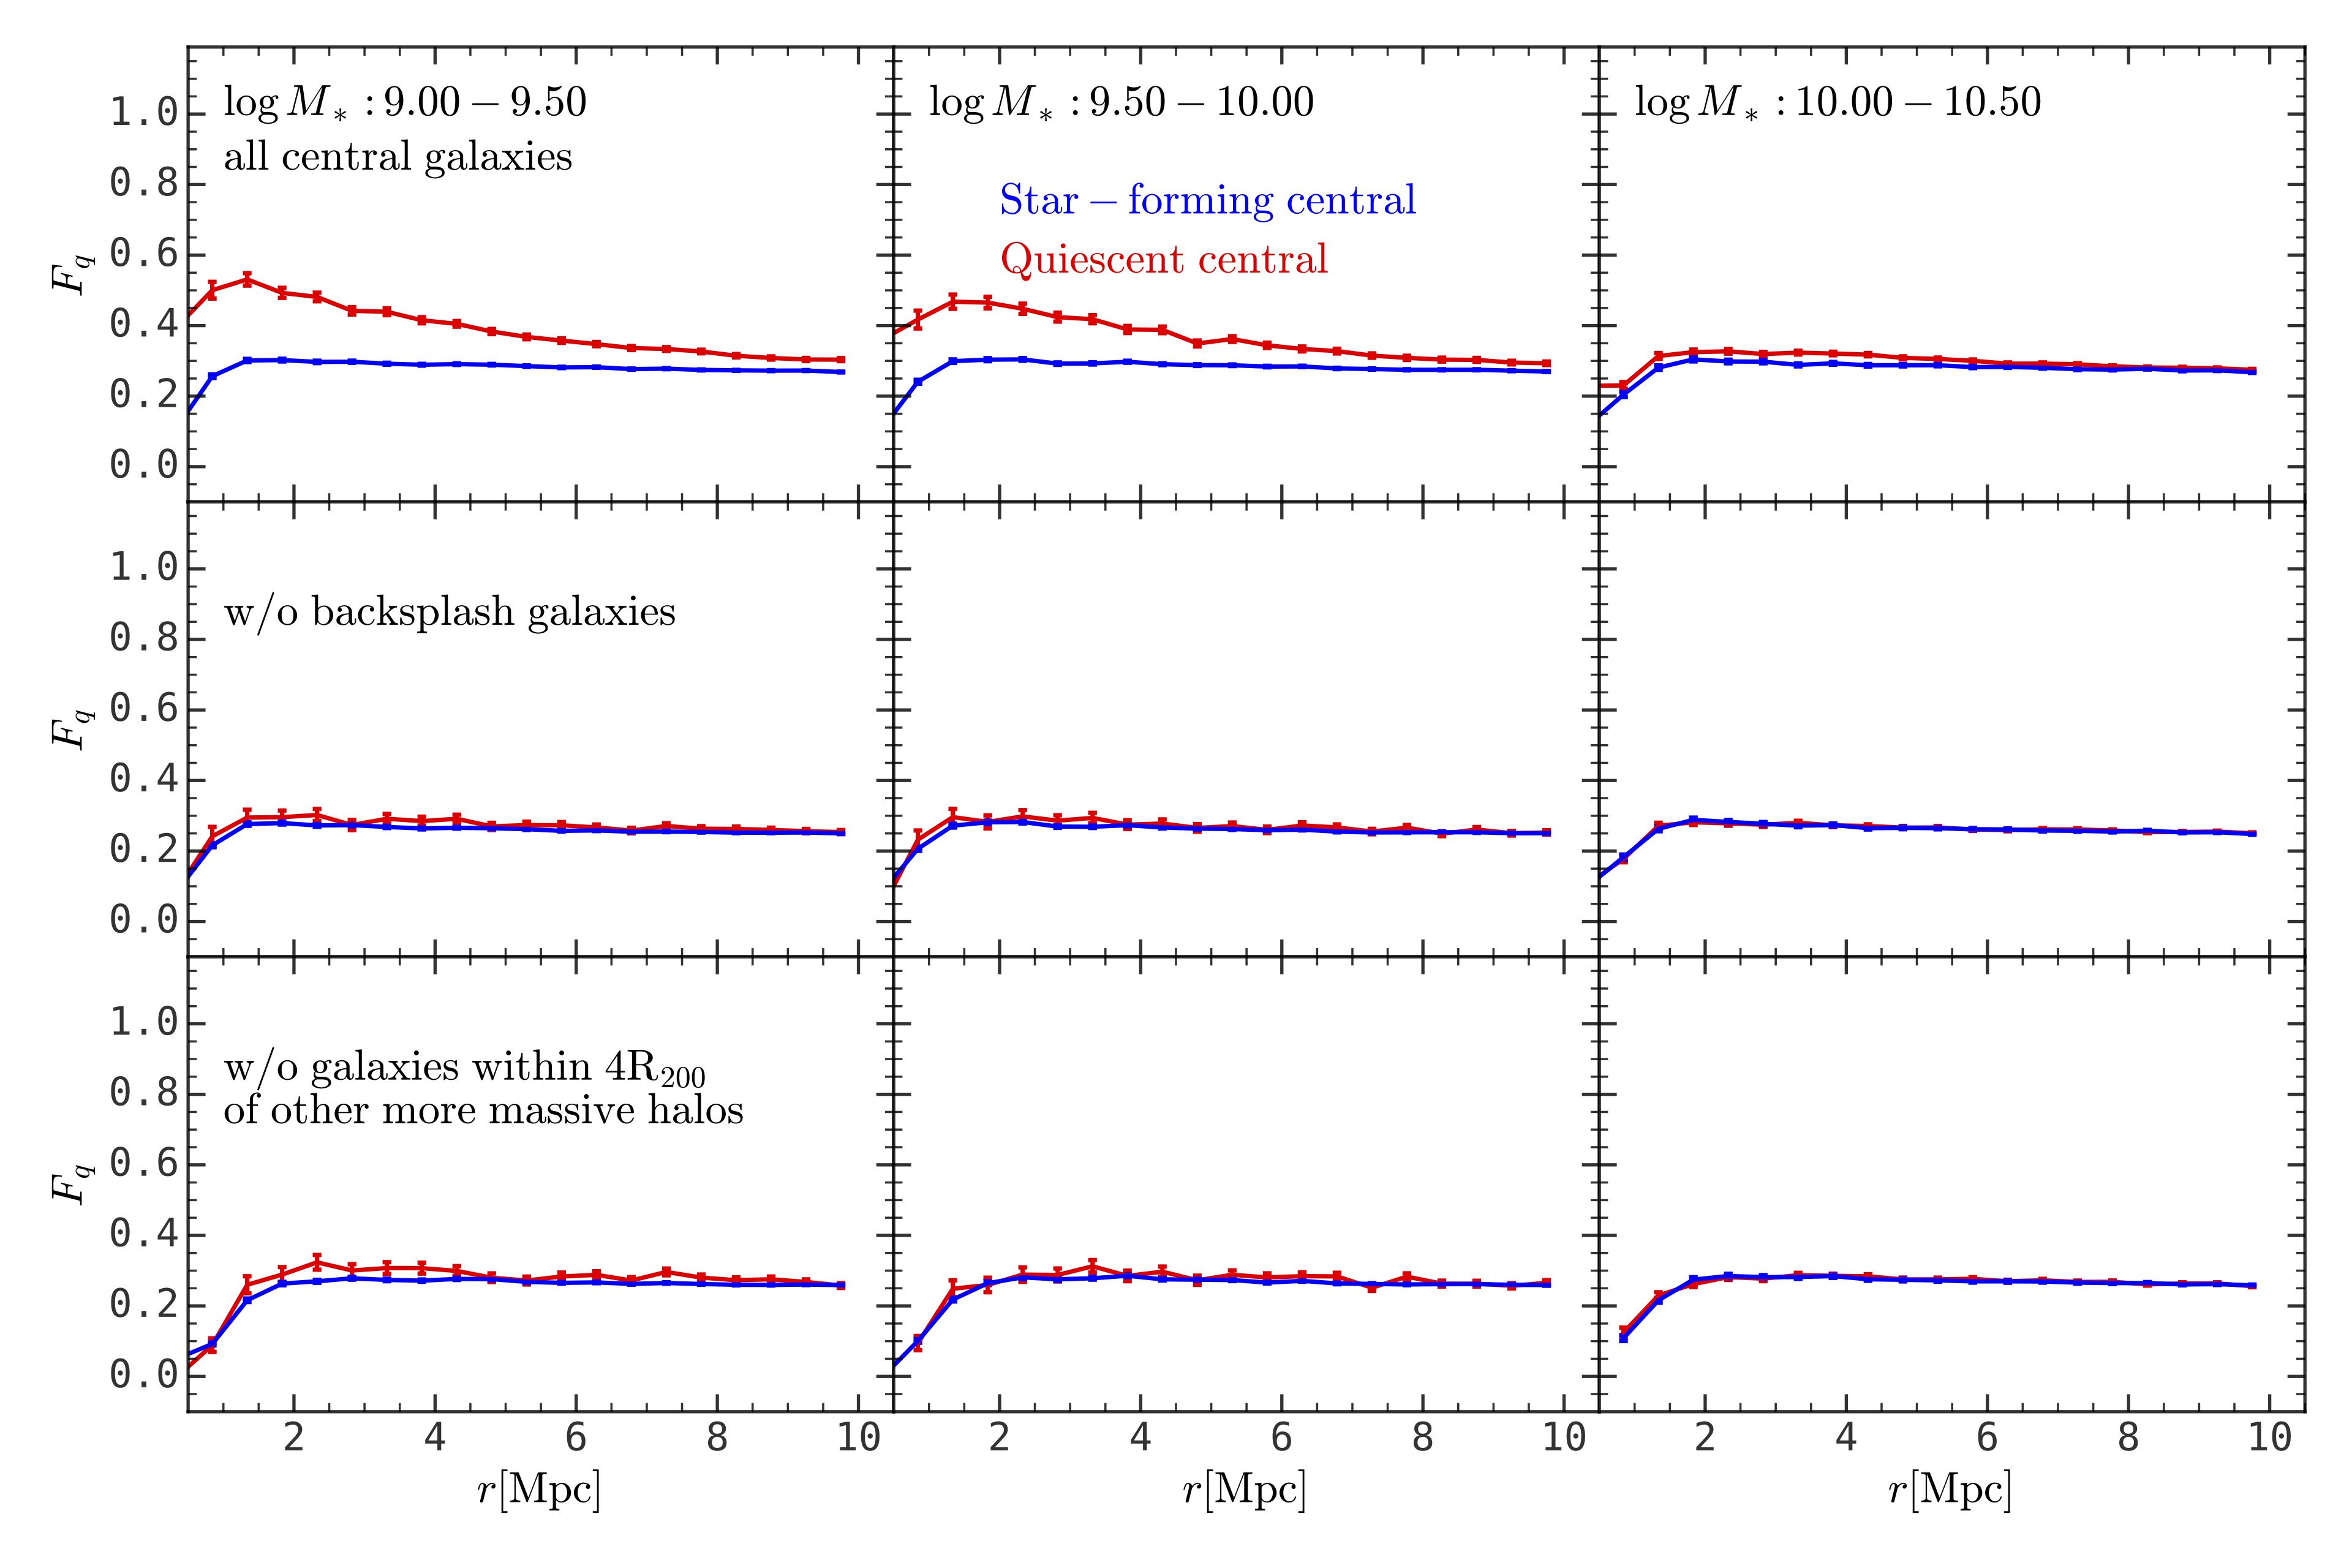 log M∗ : 9.00 − 9.50
all central galaxies
log M∗ : 9.50 − 10.00
Star − forming central
Quiescent central
log M∗ : 10.00 − 10.50
1.0
0.8
0.6
0.4
0.2
0.0
Fq
w/o backsplash galaxies
1.0
0.8
0.6
0.4
0.2
0.0
Fq
w/o galaxies within 4R200
of other more massive halos
1.0
0.8
0.6
0.4
0.2
0.0
Fq
2 4 6 8 10 2 4 6 8 10 2 4 6 8 10
r[Mpc] r[Mpc] r[Mpc]